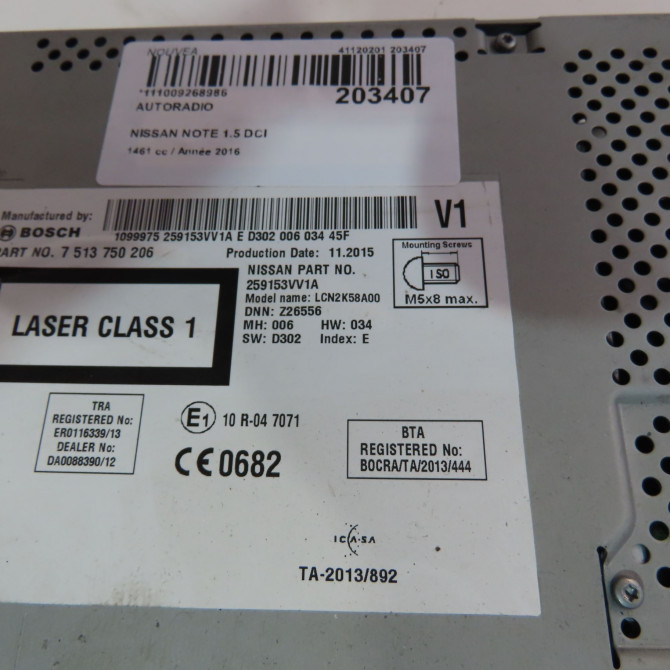 NOUVEA 41120201 203407
*111009268986
203407
AUTORADIO
NISSAN NOTE 1.5 DCI
1461 cc / Année 2016
Manufactured by:
BOSCH
1099975 259153VV1A E D302 006 034 45F
V1
PART NO. 7 513 750 206
Production Date: 11.2015
NISSAN PART NO.
259153VV1A
Model name: LCN2K58A00
DNN: Z26556
MH: 006 HW: 034
SW: D302 Index: E
Mounting Screws
ISO
M5x8 max.
LASER CLASS 1
TRA
REGISTERED No:
ER0116339/13
DEALER No:
DA0088390/12
E1 10 R-04 7071
CE 0682
BTA
REGISTERED No:
BOCRA/TA/2013/444
ICASA
TA-2013/892